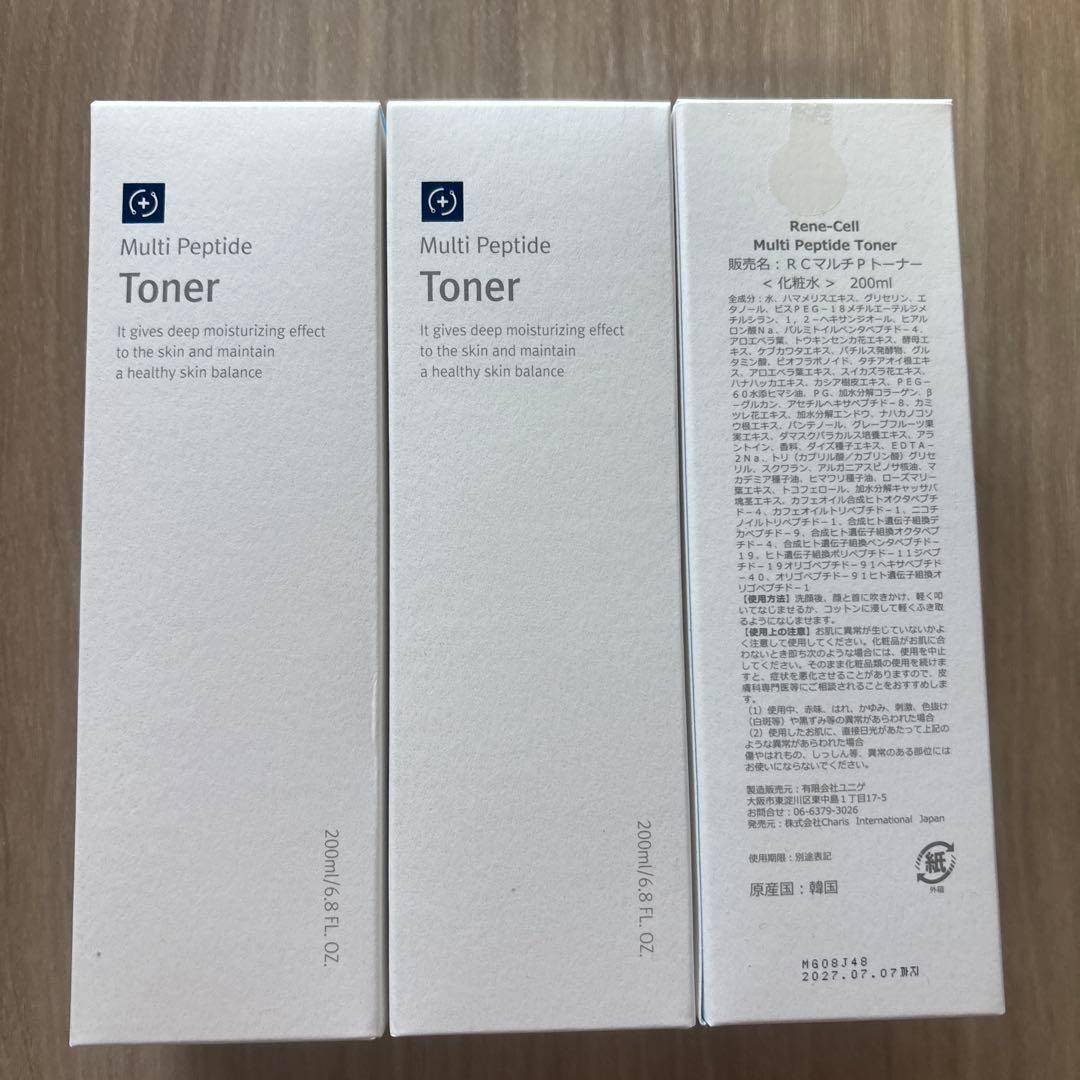 Multi Peptide
Toner
It gives deep moisturizing effect
to the skin and maintain
a healthy skin balance
200ml/6.8 FL. OZ.
Multi Peptide
Toner
It gives deep moisturizing effect
to the skin and maintain
a healthy skin balance
200ml/6.8 FL. OZ.
Rene-Cell
Multi Peptide Toner
販売名:RCマルチPトーナー
<化粧水> 200ml
全成分:水、ハマメリスエキス、グリセリン、エ
タノール、ビスPEG-18メチルエーテルジメ
チルシラン、1,2-ヘキサンジオール、ヒアル
ロン酸Na、パルミトイルペンタペプチド-4、
アロエベラ葉、トウキンセンカ花エキス、酵母エ
キス、ケブカワタエキス、バチルス発酵物、グル
タミン酸、ビオフラボノイド、タチアオイ根エキ
ス、アロエベラ葉エキス、スイカズラ花エキス、
ハナハッカエキス、カシア樹皮エキス、PEG-
60水添ヒマシ油、PG、加水分解コラーゲン、β
-グルカン、アセチルヘキサペプチド-8、カミ
ツレ花エキス、加水分解エンドウ、ナハカノコソ
ウ根エキス、パンテノール、グレープフルーツ果
実エキス、ダマスクバラカルス培養エキス、アラ
ントイン、香料、ダイズ種子エキス、EDTA-
2Na、トリ(カプリル酸/カプリン酸)グリセ
リル、スクワラン、アルガニアスピノサ核油、マ
カデミア種子油、ヒマワリ種子油、ローズマリー
葉エキス、トコフェロール、加水分解キャッサバ
塊茎エキス、カフェオイル合成ヒトオクタペプチ
ド-4、カフェオイルトリペプチド-1、ニコチ
ノイルトリペプチド-1、合成ヒト遺伝子組換デ
カペプチド-9、合成ヒト遺伝子組換オクタペプ
チド-4、合成ヒト遺伝子組換ペンタペプチド-
19、ヒト遺伝子組換ポリペプチド-11ジペプ
チド-19オリゴペプチド-91ヘキサペプチド
-40、オリゴペプチド-91ヒト遺伝子組換オ
リゴペプチド-1
【使用方法】洗顔後、顔と首に吹きかけ、軽く叩
いてなじませるか、コットンに浸して軽くふき取
るようになじませます。
【使用上の注意】お肌に異常が生じていないかよ
く注意して使用してください。化粧品がお肌に合
わないとき即ち次のような場合には、使用を中止
してください。そのまま化粧品類の使用を続けま
すと、症状を悪化させることがありますので、皮
膚科専門医等にご相談されることをおすすめしま
す。
(1)使用中、赤味、はれ、かゆみ、刺激、色抜け
(白斑等)や黒ずみ等の異常があらわれた場合
(2)使用したお肌に、直接日光があたって上記の
ような異常があらわれた場合
傷やはれもの、しっしん等、異常のある部位には
お使いにならないでください。
製造販売元:有限会社ユニゲ
大阪市東淀川区東中島1丁目17-5
お問合せ:06-6379-3026
発売元:株式会社Charis International Japan
使用期限:別途表記
紙
外箱
原産国:韓国
MG08J48
2027.07.07까지